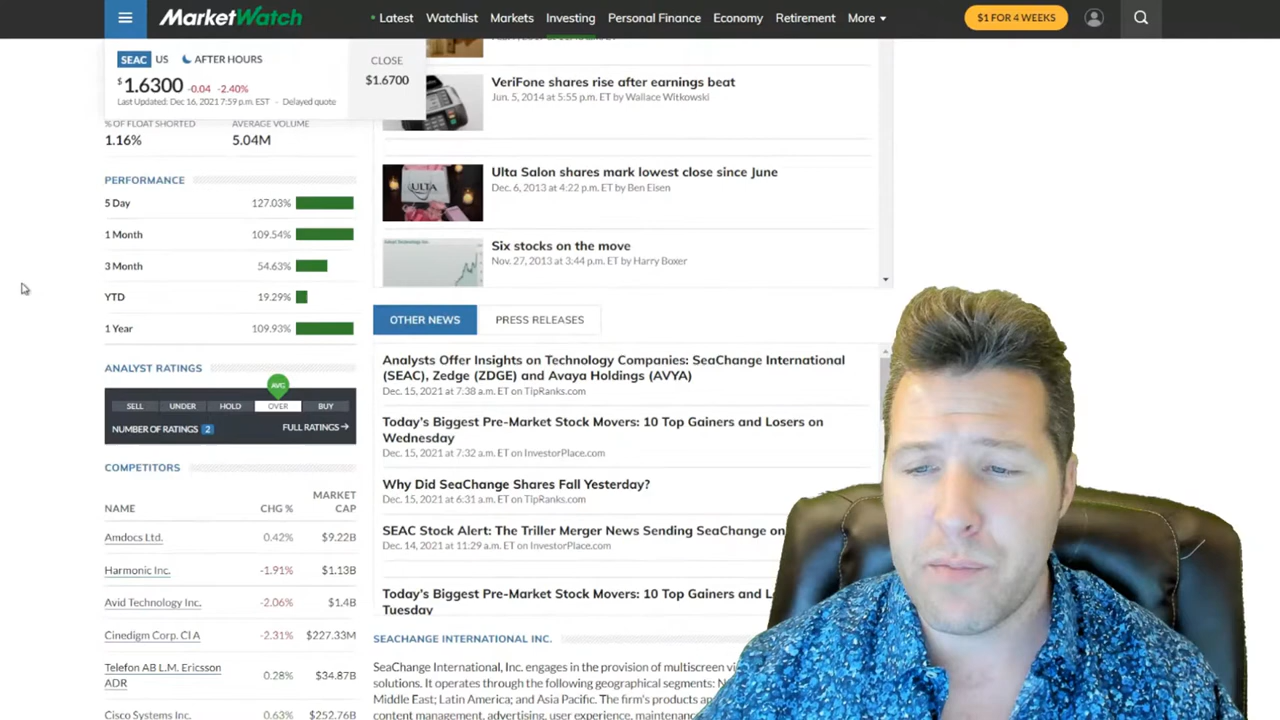 MarketWatch
Latest Watchlist Markets Investing Personal Finance Economy Retirement More
$1 FOR 4 WEEKS
SEAC US AFTER HOURS
$1.6300 -0.04 -2.40%
Last Updated: Dec 16, 2021 7:59 p.m. EST - Delayed quote
CLOSE
$1.6700
% OF FLOAT SHORTED
1.16%
AVERAGE VOLUME
5.04M
PERFORMANCE
5 Day 127.03%
1 Month 109.54%
3 Month 54.63%
YTD 19.29%
1 Year 109.93%
ANALYST RATINGS
AVG
SELL UNDER HOLD OVER BUY
NUMBER OF RATINGS 2 FULL RATINGS→
COMPETITORS
NAME CHG % MARKET CAP
Amdocs Ltd. 0.42% $9.22B
Harmonic Inc. -1.91% $1.13B
Avid Technology Inc. -2.06% $1.4B
Cinedigm Corp. Cl A -2.31% $227.33M
Telefon AB L.M. Ericsson
ADR 0.28% $34.87B
Cisco Systems Inc. 0.63% $252.76B
VeriFone shares rise after earnings beat
Jun. 5, 2014 at 5:55 p.m. ET by Wallace Witkowski
ULTA
Ulta Salon shares mark lowest close since June
Dec. 6, 2013 at 4:22 p.m. ET by Ben Eisen
Six stocks on the move
Nov. 27, 2013 at 3:44 p.m. ET by Harry Boxer
OTHER NEWS PRESS RELEASES
Analysts Offer Insights on Technology Companies: SeaChange International
(SEAC), Zedge (ZDGE) and Avaya Holdings (AVYA)
Dec. 15, 2021 at 7:38 a.m. ET on TipRanks.com
Today's Biggest Pre-Market Stock Movers: 10 Top Gainers and Losers on
Wednesday
Dec. 15, 2021 at 7:32 a.m. ET on InvestorPlace.com
Why Did SeaChange Shares Fall Yesterday?
Dec. 15, 2021 at 6:31 a.m. ET on TipRanks.com
SEAC Stock Alert: The Triller Merger News Sending SeaChange on
Dec. 14, 2021 at 11:29 a.m. ET on InvestorPlace.com
Today's Biggest Pre-Market Stock Movers: 10 Top Gainers and
Tuesday
SEACHANGE INTERNATIONAL INC.
SeaChange International, Inc. engages in the provision of multiscreen
solutions. It operates through the following geographical segments:
Middle East; Latin America; and Asia Pacific. The firm's products
content management, advertising, user experience,